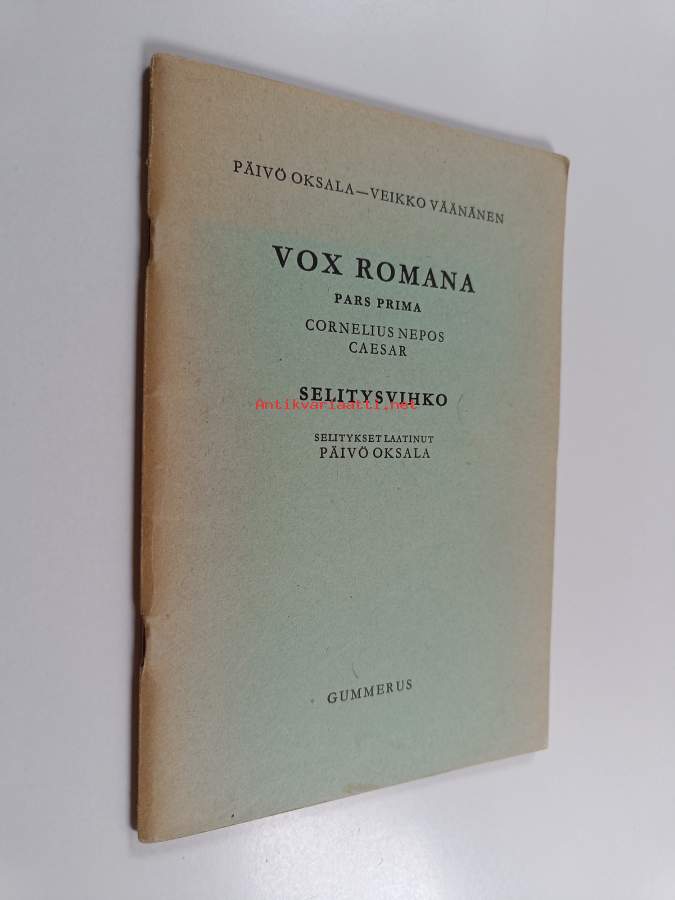 PÄIVÖ OKSALA—VEIKKO VÄÄNÄNEN
VOX ROMANA
PARS PRIMA
CORNELIUS NEPOS
CAESAR
SELITYSVIHKO
Antikvariaatti.net
SELITYKSET LAATINUT
PÄIVÖ OKSALA
GUMMERUS